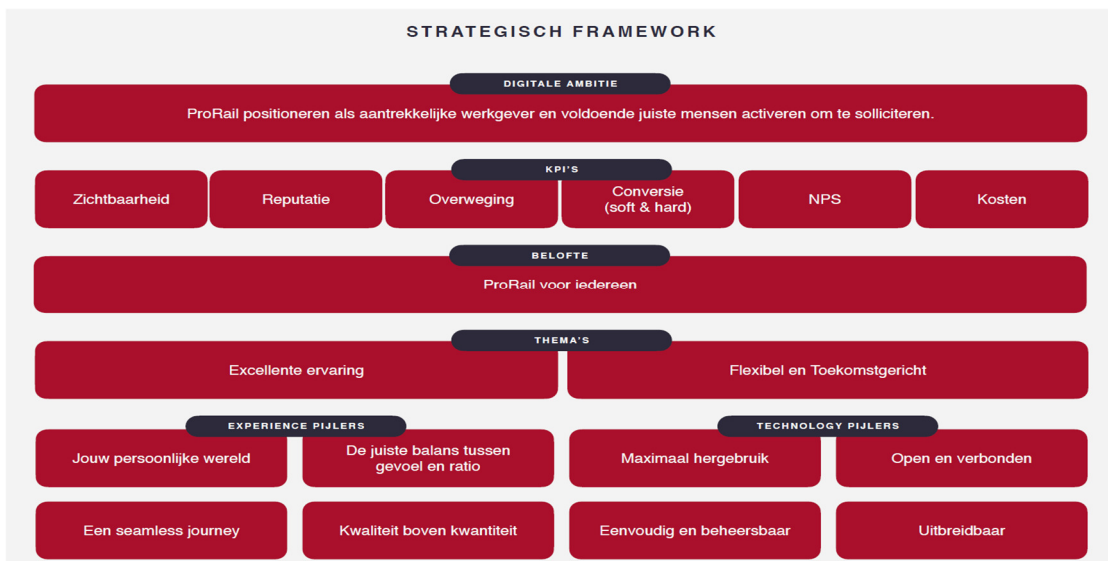 STRATEGISCH FRAMEWORK
DIGITALE AMBITIE
ProRail positioneren als aantrekkelijke werkgever en voldoende juiste mensen activeren om te solliciteren.
KPI'S
Zichtbaarheid
Reputatie
Overweging
Conversie
(soft & hard)
NPS
Kosten
BELOFTE
ProRail voor iedereen
THEMA'S
Excellente ervaring
Flexibel en Toekomstgericht
EXPERIENCE PIJLERS
Jouw persoonlijke wereld
De juiste balans tussen
gevoel en ratio
Een seamless journey
Kwaliteit boven kwantiteit
TECHNOLOGY PIJLERS
Maximaal hergebruik
Open en verbonden
Eenvoudig en beheersbaar
Uitbreidbaar